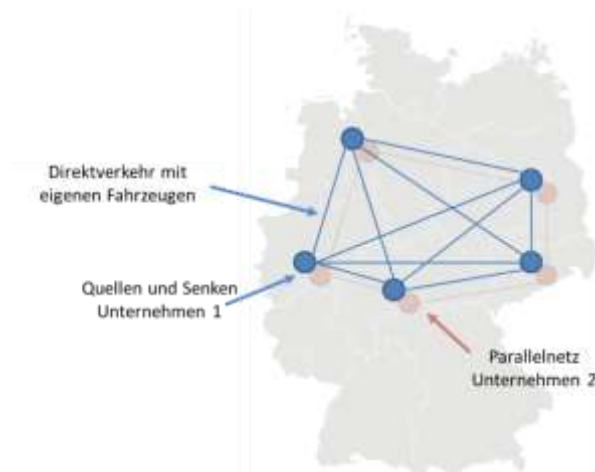 Direktverkehr mit
eigenen Fahrzeugen
Quellen und Senken
Unternehmen 1
Parallelnetz
Unternehmen 2